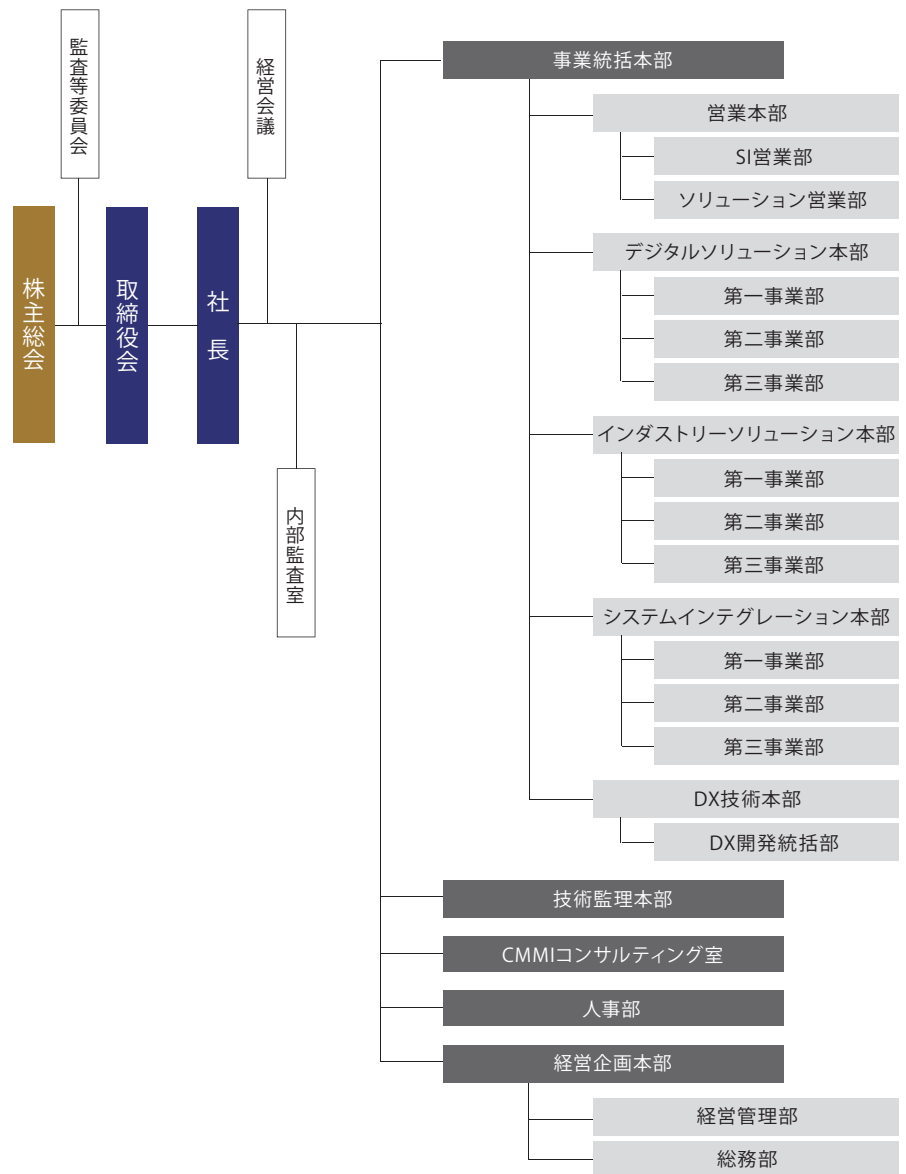 監査等委員会
経営会議
株主総会
取締役会
社長
内部監査室
事業統括本部
営業本部
SI営業部
ソリューション営業部
デジタルソリューション本部
第一事業部
第二事業部
第三事業部
インダストリーソリューション本部
第一事業部
第二事業部
第三事業部
システムインテグレーション本部
第一事業部
第二事業部
第三事業部
DX技術本部
DX開発統括部
技術監理本部
CMMIコンサルティング室
人事部
経営企画本部
経営管理部
総務部